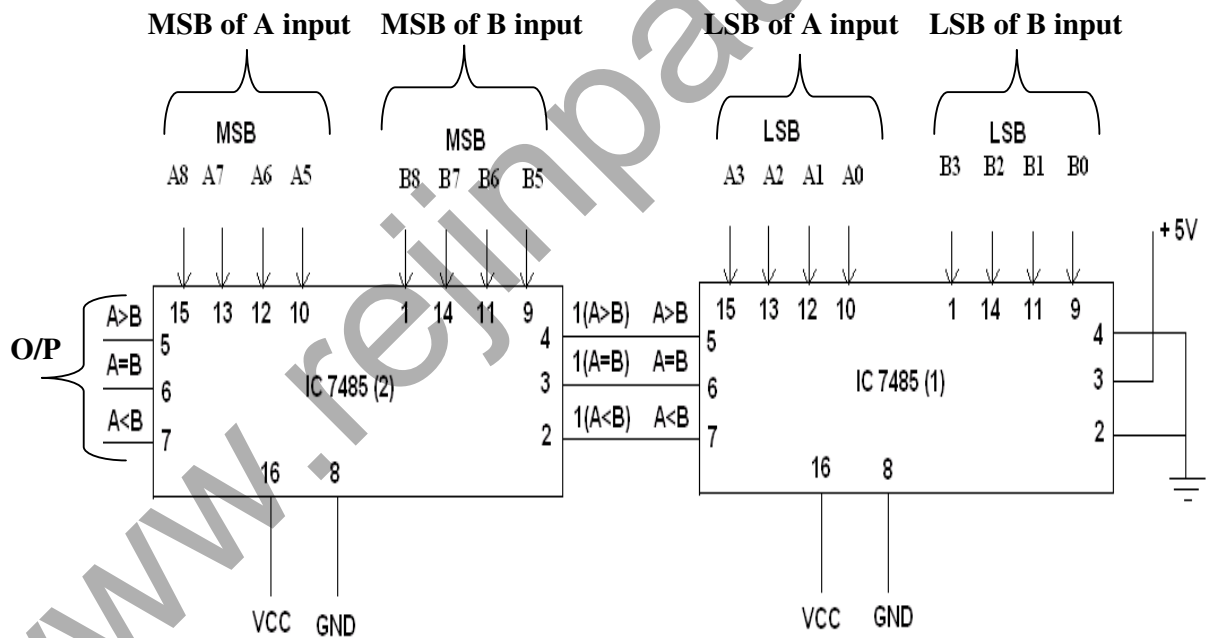 MSB of A input MSB of B input LSB of A input LSB of B input
MSB MSB LSB LSB
A8 A7 A6 A5 B8 B7 B6 B5 A3 A2 A1 A0 B3 B2 B1 B0
+ 5V
15 13 12 10 1 14 11 9 15 13 12 10 1 14 11 9
O/P
A>B 5 4 1(A>B) A>B 5 4
A=B 6 IC 7485 (2) 3 1(A=B) A=B 6 IC 7485 (1) 3
A<B 7 2 1(A<B) A<B 7 2
16 8 16 8
VCC GND VCC GND